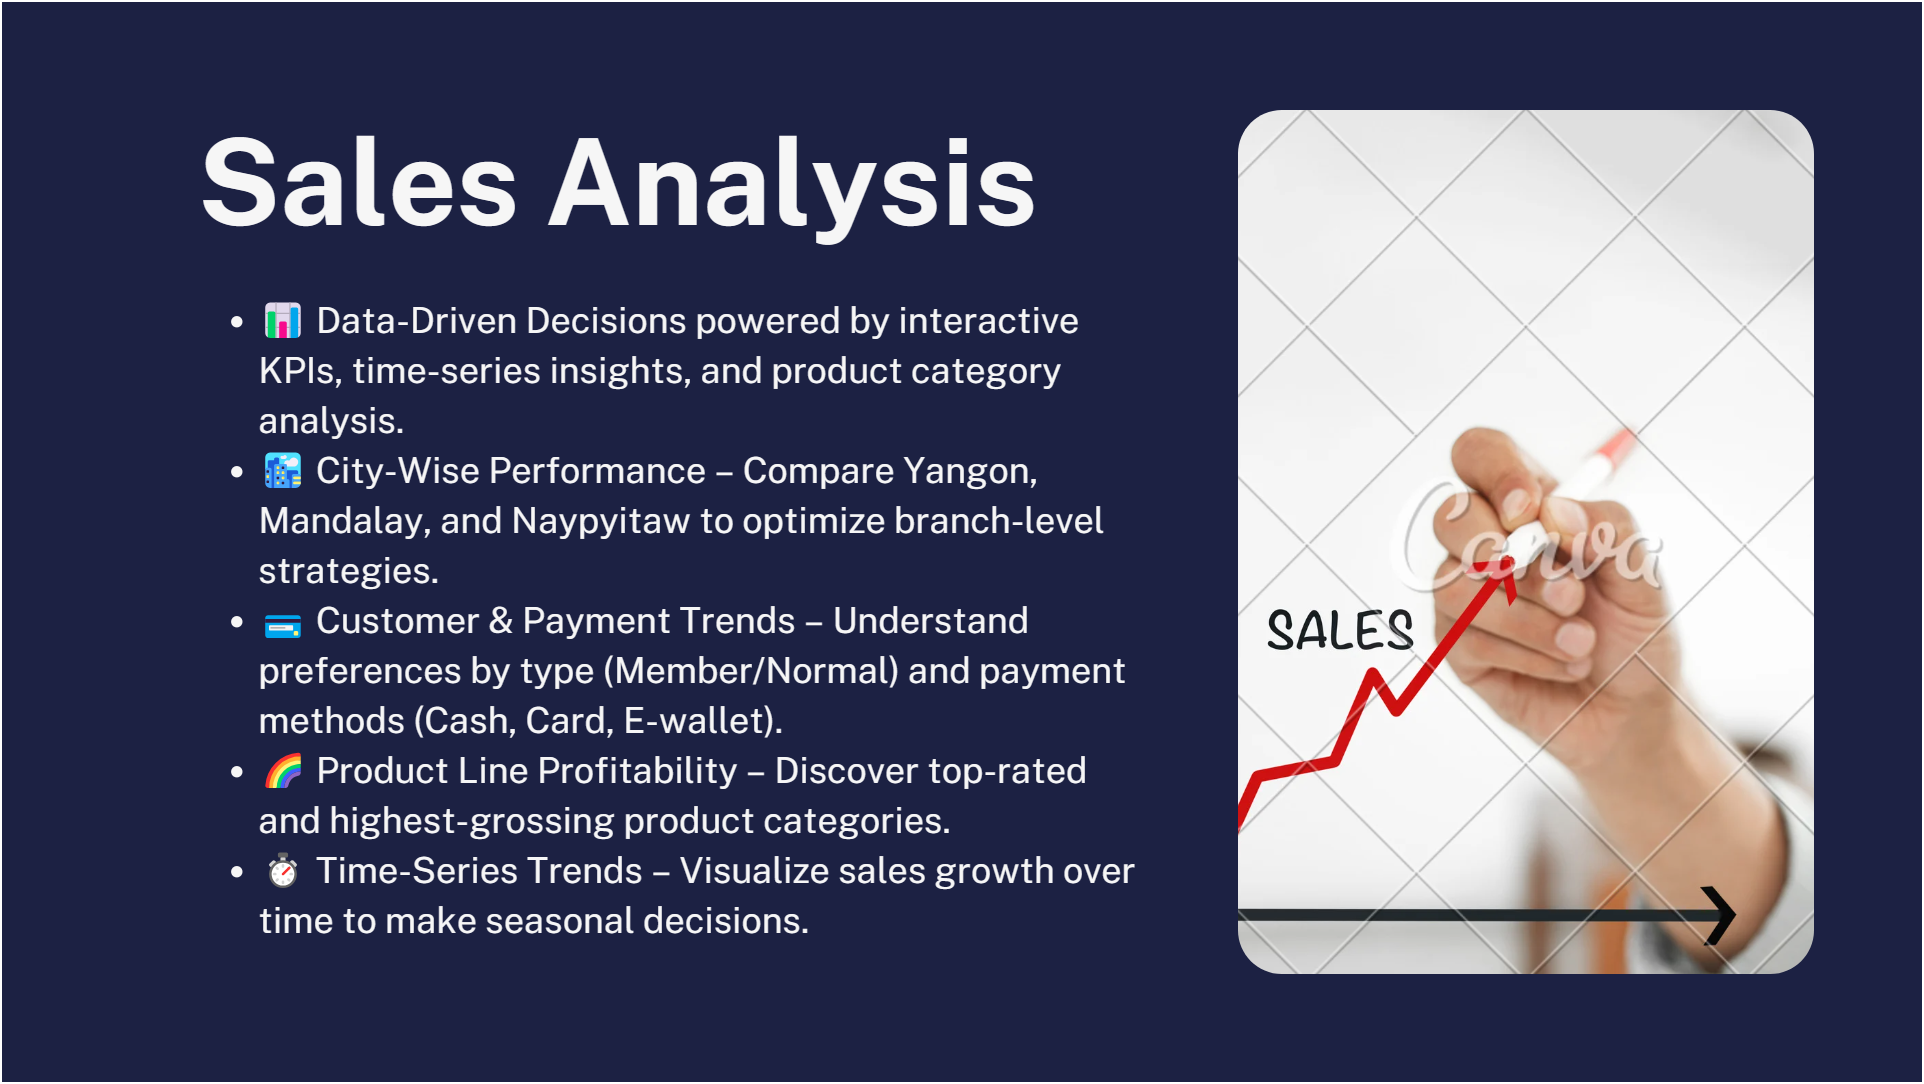 Sales Analysis
• 📊 Data-Driven Decisions powered by interactive
KPIs, time-series insights, and product category
analysis.
• 🏙️ City-Wise Performance – Compare Yangon,
Mandalay, and Naypyitaw to optimize branch-level
strategies.
• 💳 Customer & Payment Trends – Understand
preferences by type (Member/Normal) and payment
methods (Cash, Card, E-wallet).
• 🌈 Product Line Profitability – Discover top-rated
and highest-grossing product categories.
• ⏱️ Time-Series Trends – Visualize sales growth over
time to make seasonal decisions.
Canva
SALES